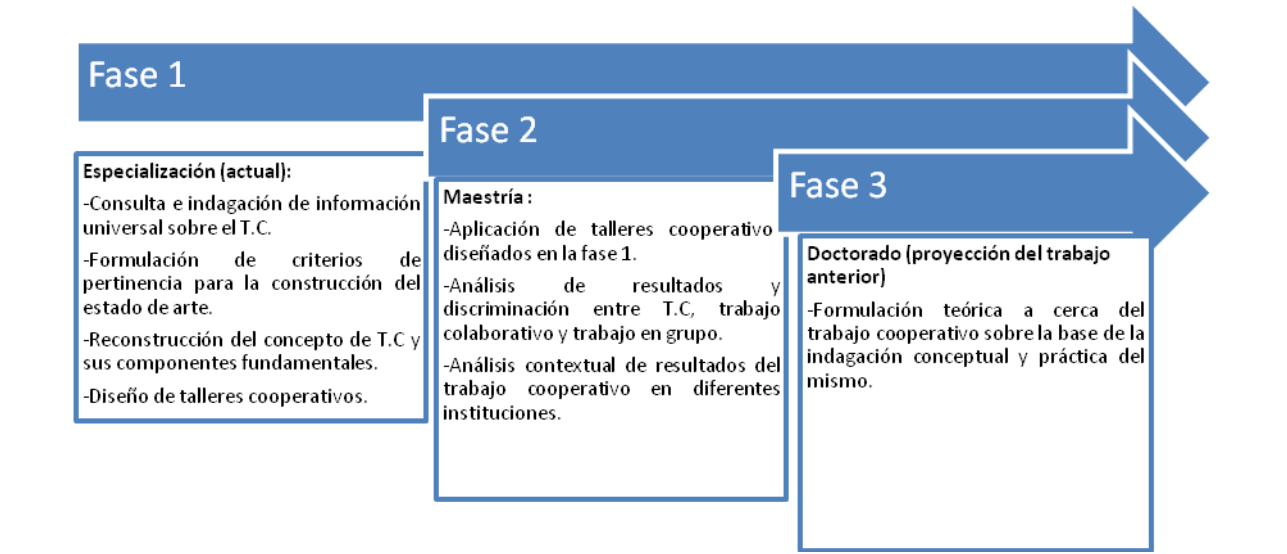 Fase 1
Especialización (actual):
-Consulta e indagación de información
universal sobre el T.C.
-Formulación de criterios de
pertinencia para la construcción del
estado de arte.
-Reconstrucción del concepto de T.C y
sus componentes fundamentales.
-Diseño de talleres cooperativos.
Fase 2
Maestría :
-Aplicación de talleres cooperativo
diseñados en la fase 1.
-Análisis de resultados y
discriminación entre T.C, trabajo
colaborativo y trabajo en grupo.
-Análisis contextual de resultados del
trabajo cooperativo en diferentes
instituciones.
Fase 3
Doctorado (proyección del trabajo
anterior)
-Formulación teórica a cerca del
trabajo cooperativo sobre la base de la
indagación conceptual y práctica del
mismo.